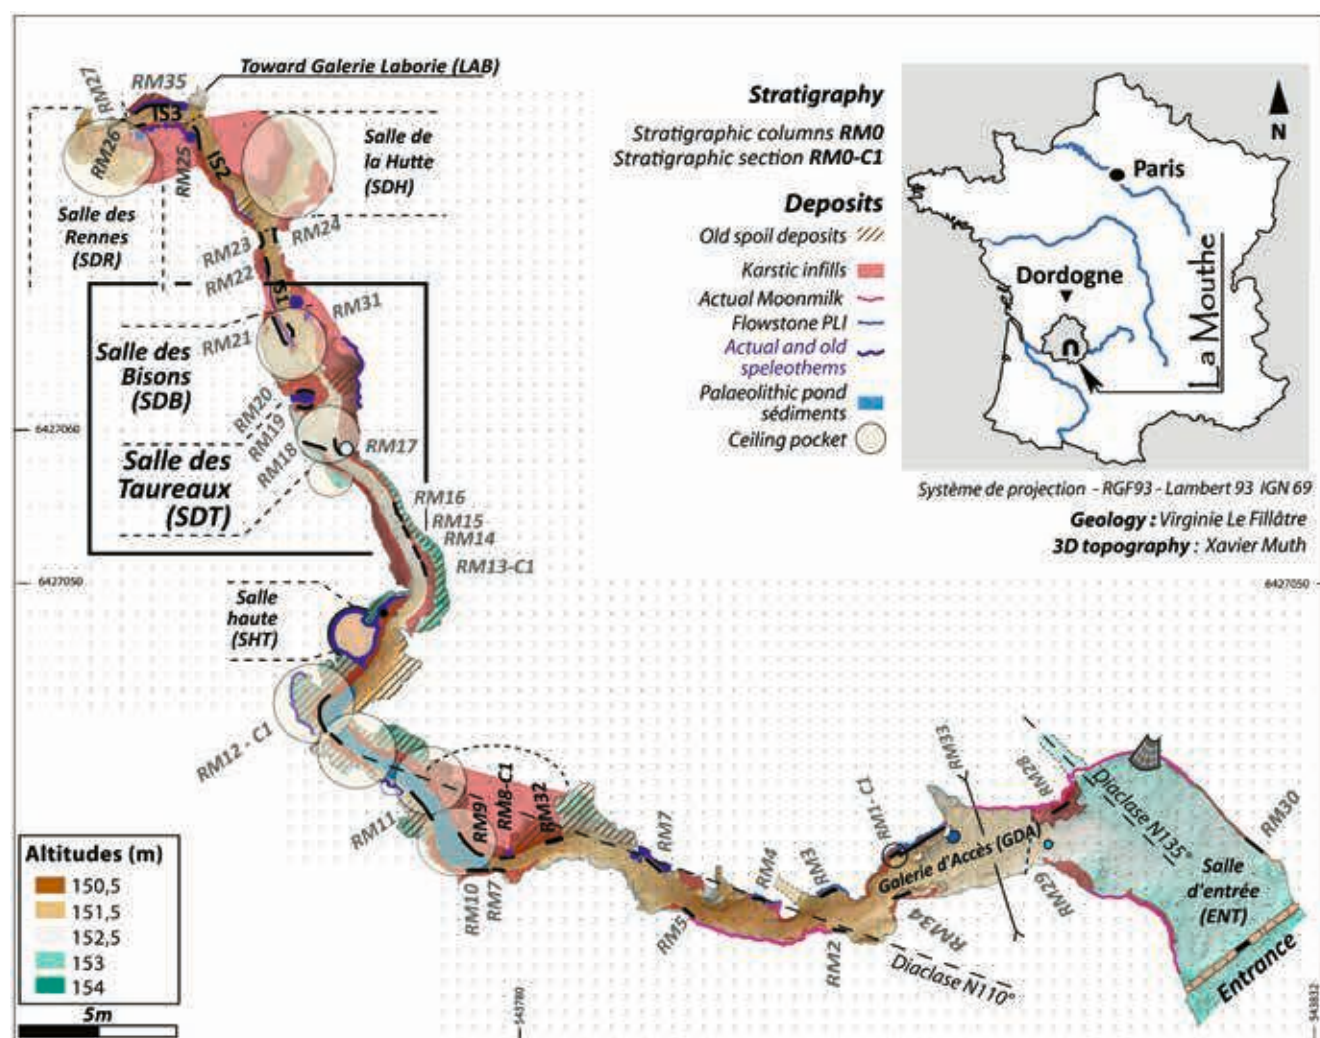 Toward Galerie Laborie (LAB)
RM27
RM35
IS3
RM26
RM25
IS2
Salle de
la Hutte
(SDH)
Salle des
Rennes
(SDR)
RM24
RM23
RM22
IS1
RM31
RM21
Salle des
Bisons
(SDB)
RM20
RM19
RM18
RM17
Salle des
Taureaux
(SDT)
RM16
RM15
RM14
RM13-C1
Salle
haute
(SHT)
RM12 - C1
RM11
RM9
RM8-C1
RM32
RM10
RM7
RM7
RM5
RM4
RM3
RM2
RM1-C1
RM34
RM33
Galerie d'Accès (GDA)
RM28
RM29
RM30
Diaclase N135°
Diaclase N110°
Salle
d'entrée
(ENT)
Entrance
6427060
6427050
6427050
543780
543832
Stratigraphy
Stratigraphic columns RM0
Stratigraphic section RM0-C1
Deposits
Old spoil deposits
Karstic infills
Actual Moonmilk
Flowstone PLI
Actual and old
speleothems
Palaeolithic pond
sédiments
Ceiling pocket
N
Paris
Dordogne
La Mouthe
Système de projection - RGF93 - Lambert 93 IGN 69
Geology : Virginie Le Fillâtre
3D topography : Xavier Muth
Altitudes (m)
150,5
151,5
152,5
153
154
5m